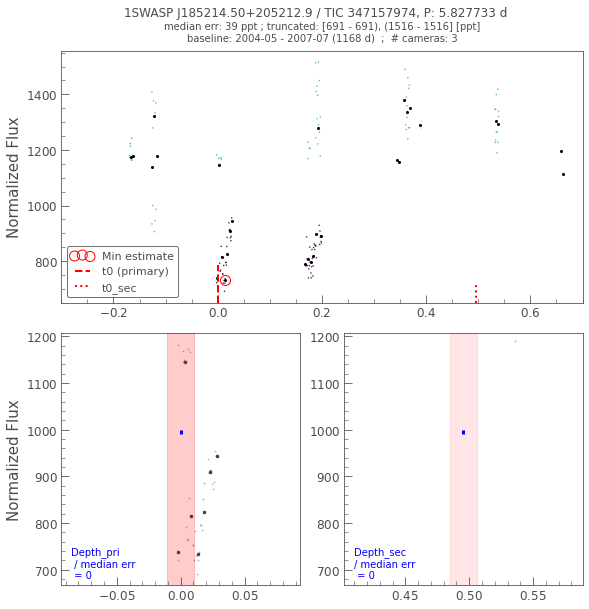 1SWASP J185214.50+205212.9 / TIC 347157974, P: 5.827733 d
median err: 39 ppt ; truncated: [691 - 691), (1516 - 1516] [ppt]
baseline: 2004-05 - 2007-07 (1168 d)  ;  # cameras: 3
Normalized Flux
1400
1200
1000
800
Min estimate
t0 (primary)
t0_sec
−0.2
0.0
0.2
0.4
0.6
Normalized Flux
1200
1100
1000
900
800
700
Depth_pri
/ median err
= 0
−0.05
0.00
0.05
1200
1100
1000
900
800
700
Depth_sec
/ median err
= 0
0.45
0.50
0.55